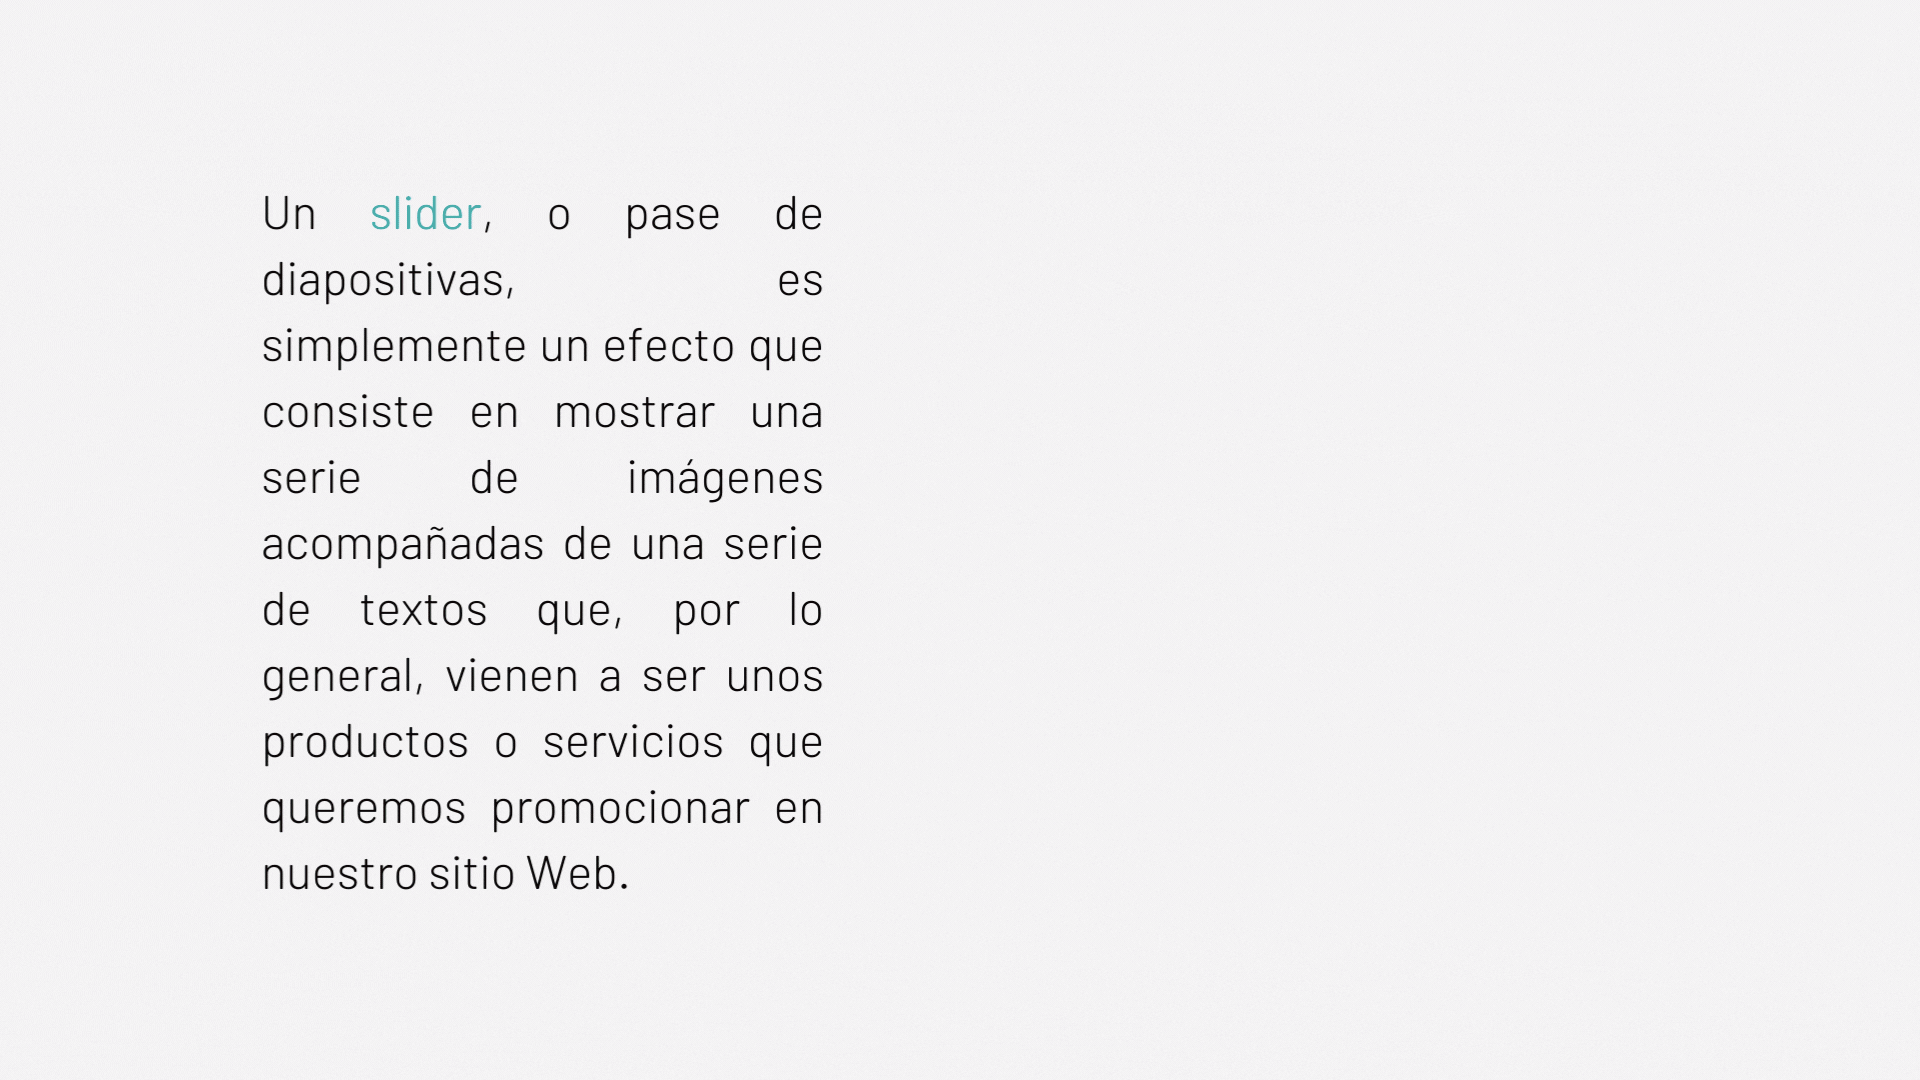 Un slider, o pase de
diapositivas, es
simplemente un efecto que
consiste en mostrar una
serie de imágenes
acompañadas de una serie
de textos que, por lo
general, vienen a ser unos
productos o servicios que
queremos promocionar en
nuestro sitio Web.